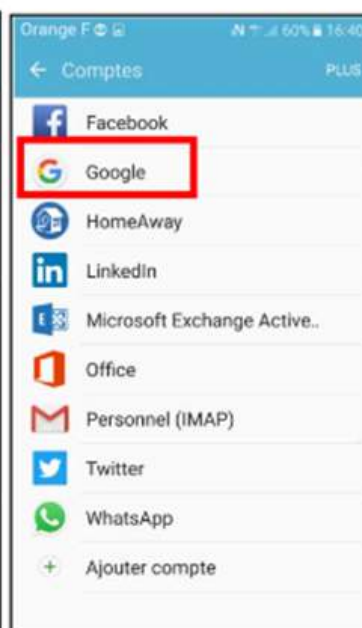 Orange F
60% 16:40
Comptes
PLUS
Facebook
Google
HomeAway
LinkedIn
Microsoft Exchange Active..
Office
Personnel (IMAP)
Twitter
WhatsApp
Ajouter compte